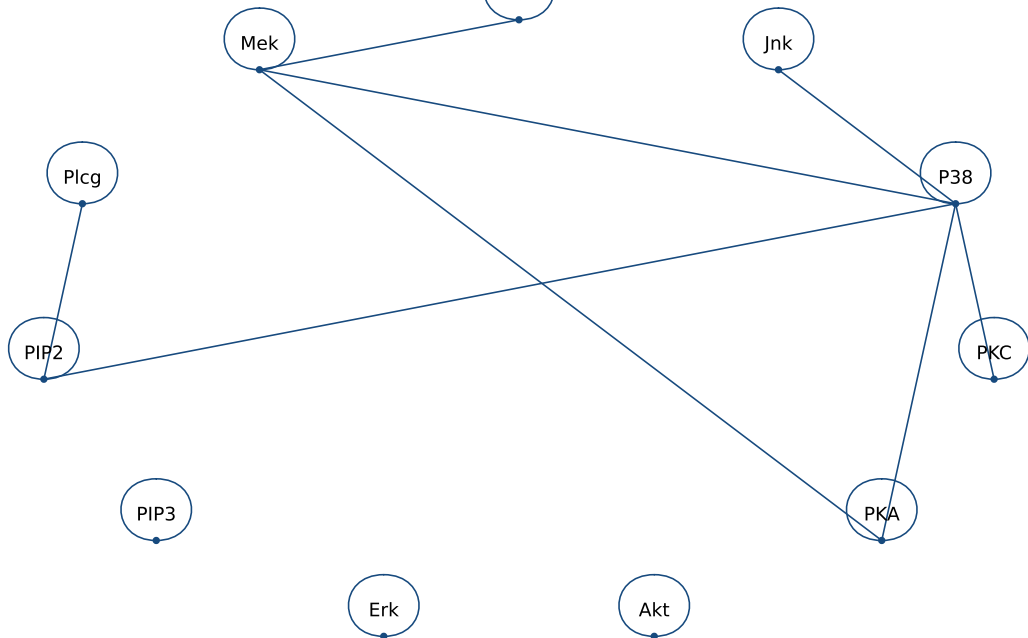 Mek
Jnk
Plcg
P38
PIP2
PKC
PIP3
PKA
Erk
Akt